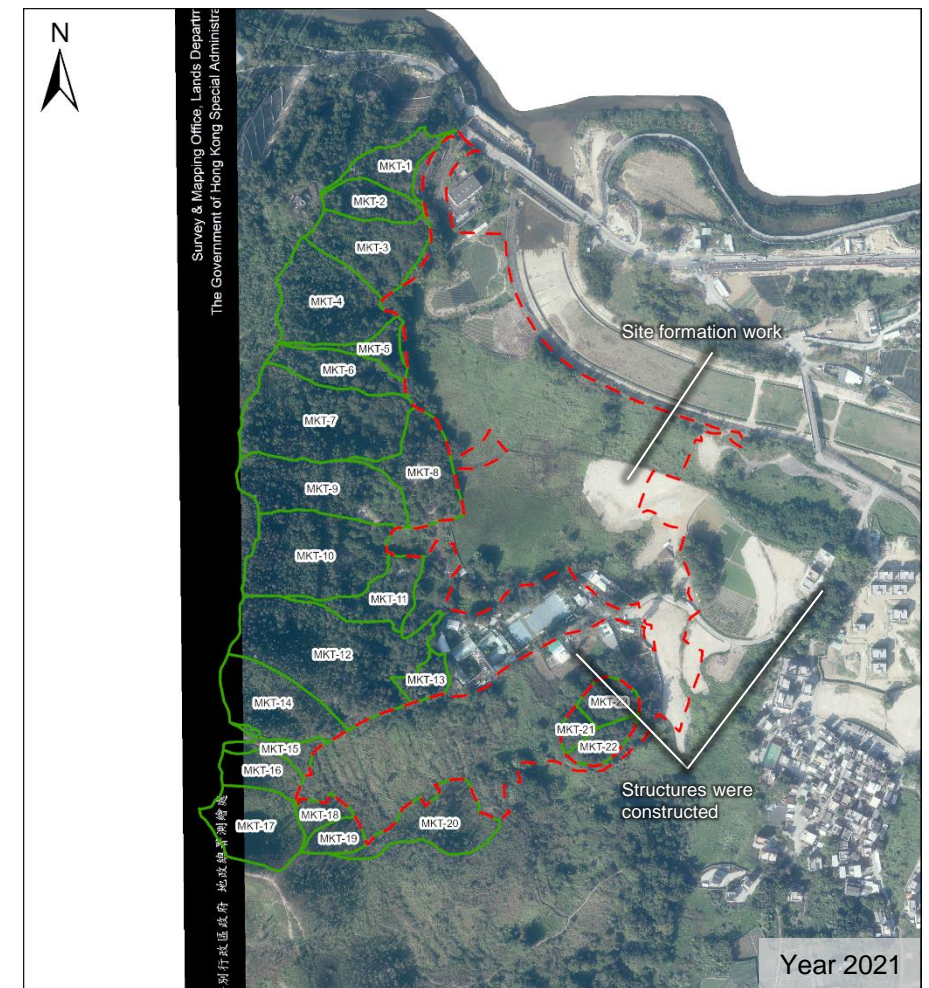 N
Survey & Mapping Office, Lands Departm
The Government of Hong Kong Special Administra
MKT-1
MKT-2
MKT-3
MKT-4
MKT-5
MKT-6
MKT-7
MKT-8
MKT-9
MKT-10
MKT-11
MKT-12
MKT-13
MKT-14
MKT-15
MKT-16
MKT-17
MKT-18
MKT-19
MKT-20
MKT-23
MKT-21
MKT-22
Site formation work
Structures were
constructed
別行政區政府 地政總署測繪處
Year 2021